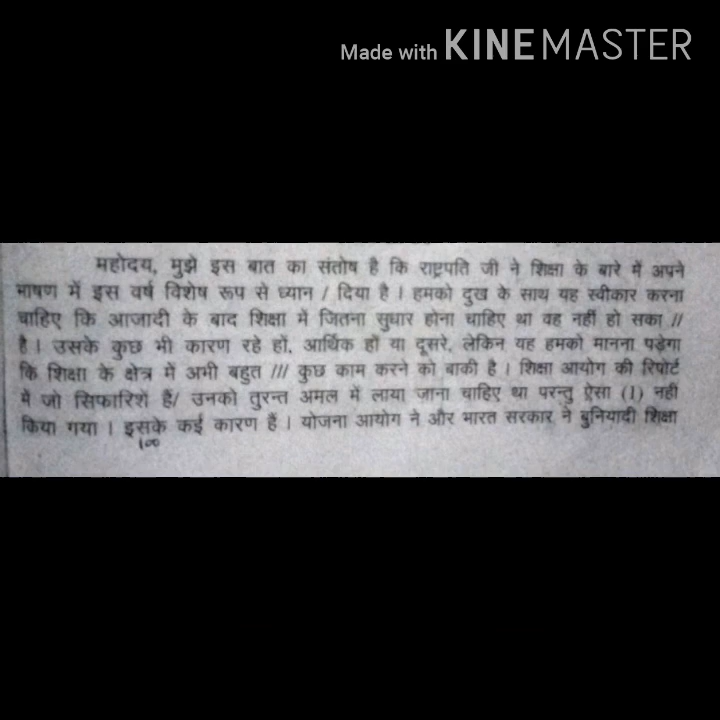 Made with KINEMASTER
महोदय, मुझे इस बात का संतोष है कि राष्ट्रपति जी ने शिक्षा के बारे में अपने
भाषण में इस वर्ष विशेष रूप से ध्यान / दिया है । हमको दुख के साथ यह स्वीकार करना
चाहिए कि आजादी के बाद शिक्षा में जितना सुधार होना चाहिए था वह नहीं हो सका //
है । उसके कुछ भी कारण रहे हों, आर्थिक हों या दूसरे, लेकिन यह हमको मानना पड़ेगा
कि शिक्षा के क्षेत्र में अभी बहुत /// कुछ काम करने को बाकी है । शिक्षा आयोग की रिपोर्ट
में जो सिफारिशें हैं/ उनको तुरन्त अमल में लाया जाना चाहिए था परन्तु ऐसा (1) नहीं
किया गया । इसके कई कारण हैं । योजना आयोग ने और भारत सरकार ने बुनियादी शिक्षा
100